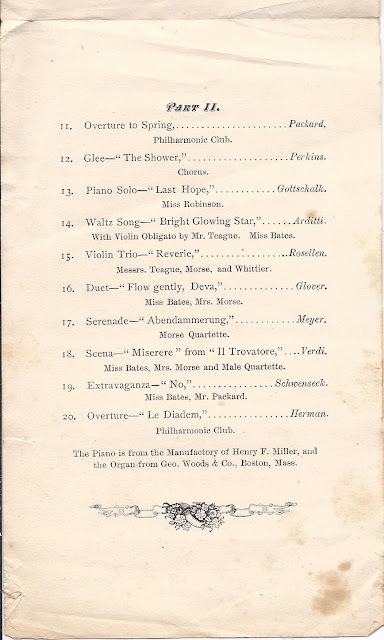 Part II.
11. Overture to Spring,......................Packard.
Philharmonic Club.
12. Glee—“The Shower,”....................Perkins.
Chorus.
13. Piano Solo—“Last Hope,”............Gottschalk.
Miss Robinson.
14. Waltz Song—“Bright Glowing Star,”......Arditti.
With Violin Obligato by Mr. Teague. Miss Bates.
15. Violin Trio—“Reverie,”.................Rosellen.
Messrs. Teague, Morse, and Whittier.
16. Duet—“Flow gently, Deva,”............Glover.
Miss Bates, Mrs. Morse.
17. Serenade—“Abendammerung,”............Meyer.
Morse Quartette.
18. Scena—“Miserere” from “Il Trovatore,”....Verdi.
Miss Bates, Mrs. Morse and Male Quartette.
19. Extravaganza—“No,”................Schwenseck.
Miss Bates, Mr. Packard.
20. Overture—“Le Diadem,”................Herman.
Philharmonic Club.
The Piano is from the Manufactory of Henry F. Miller, and
the Organ from Geo. Woods & Co., Boston, Mass.